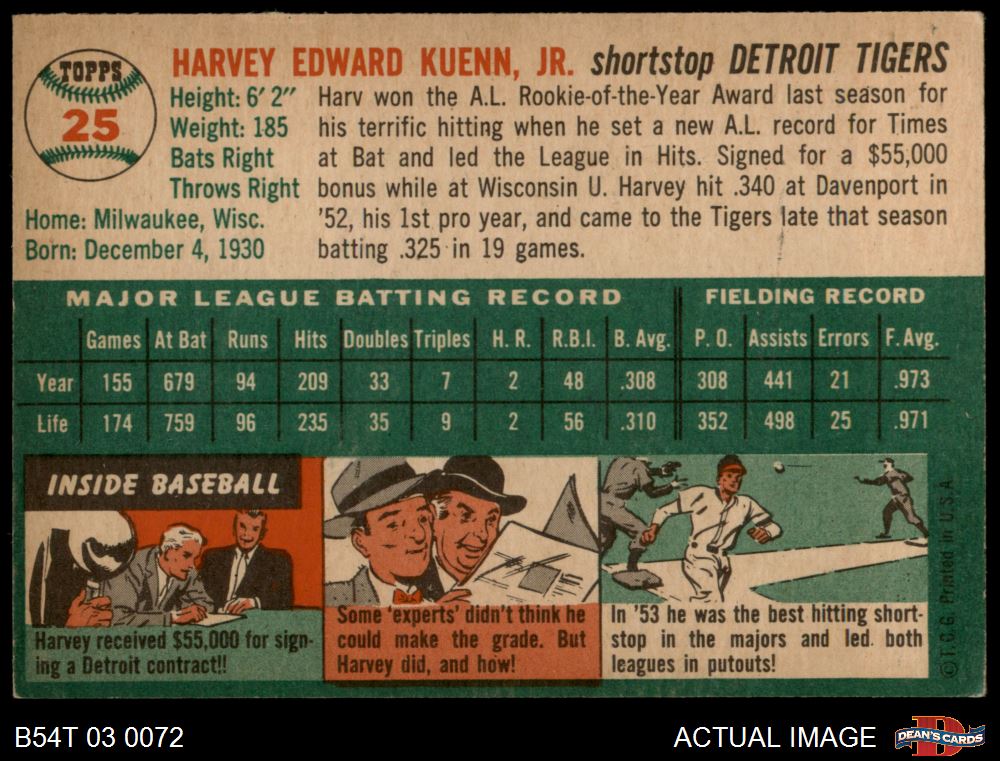 TOPPS
25
HARVEY EDWARD KUENN, JR. shortstop DETROIT TIGERS
Height: 6' 2"
Weight: 185
Bats Right
Throws Right
Home: Milwaukee, Wisc.
Born: December 4, 1930
Harv won the A.L. Rookie-of-the-Year Award last season for
his terrific hitting when he set a new A.L. record for Times
at Bat and led the League in Hits. Signed for a $55,000
bonus while at Wisconsin U. Harvey hit .340 at Davenport in
'52, his 1st pro year, and came to the Tigers late that season
batting .325 in 19 games.
MAJOR LEAGUE BATTING RECORD FIELDING RECORD
Games At Bat Runs Hits Doubles Triples H. R. R.B.I. B. Avg. P. O. Assists Errors F. Avg.
Year 155 679 94 209 33 7 2 48 .308 308 441 21 .973
Life 174 759 96 235 35 9 2 56 .310 352 498 25 .971
INSIDE BASEBALL
Harvey received $55,000 for sign-
ing a Detroit contract!!
Some 'experts' didn't think he
could make the grade. But
Harvey did, and how!
In '53 he was the best hitting short-
stop in the majors and led both
leagues in putouts!
© T.C.G. Printed in U.S.A.
B54T 03 0072
ACTUAL IMAGE
DEAN'S CARDS